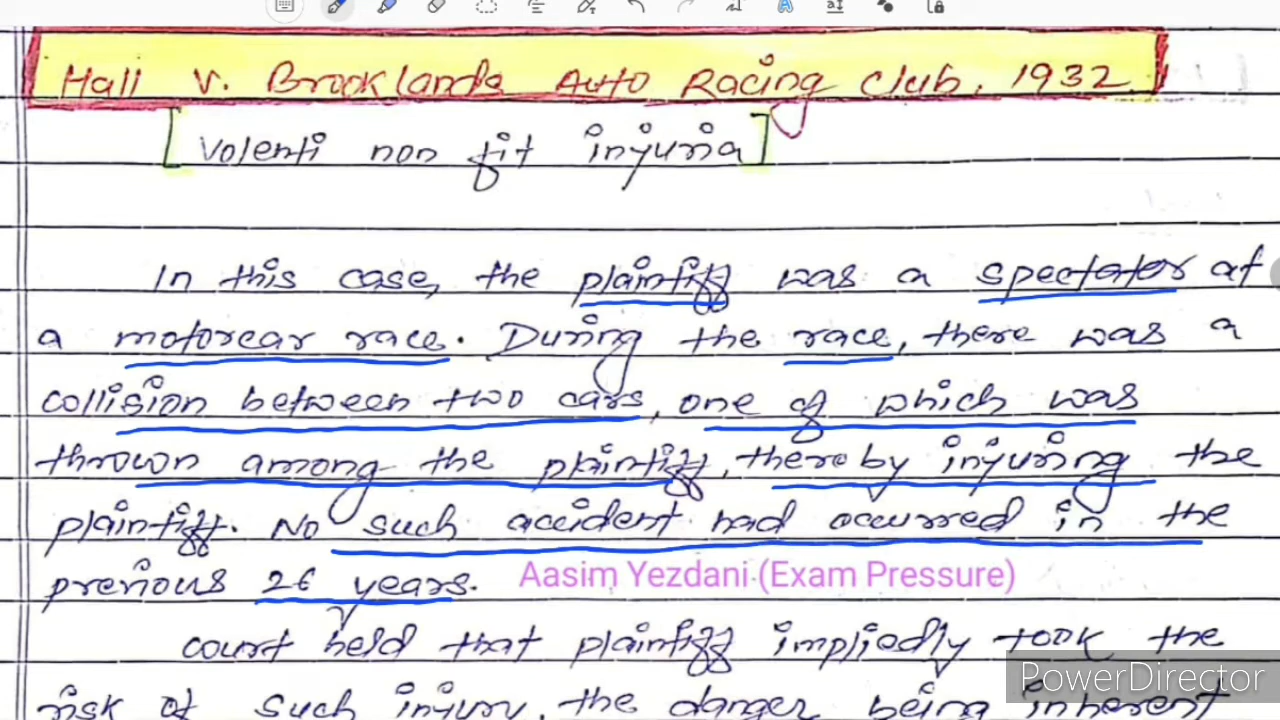 Hall v. Brooklands Auto Racing Club, 1932
[Volenti non fit injuria]
In this case, the plaintiff was a spectator at
a motorcar race. During the race, there was a
collision between two cars, one of which was
thrown among the plaintiff, thereby injuring the
plaintiff. No such accident had occurred in the
previous 26 years.
Aasim Yezdani (Exam Pressure)
court held that plaintiff impliedly took the
PowerDirector
risk of such injury, the danger being inherent